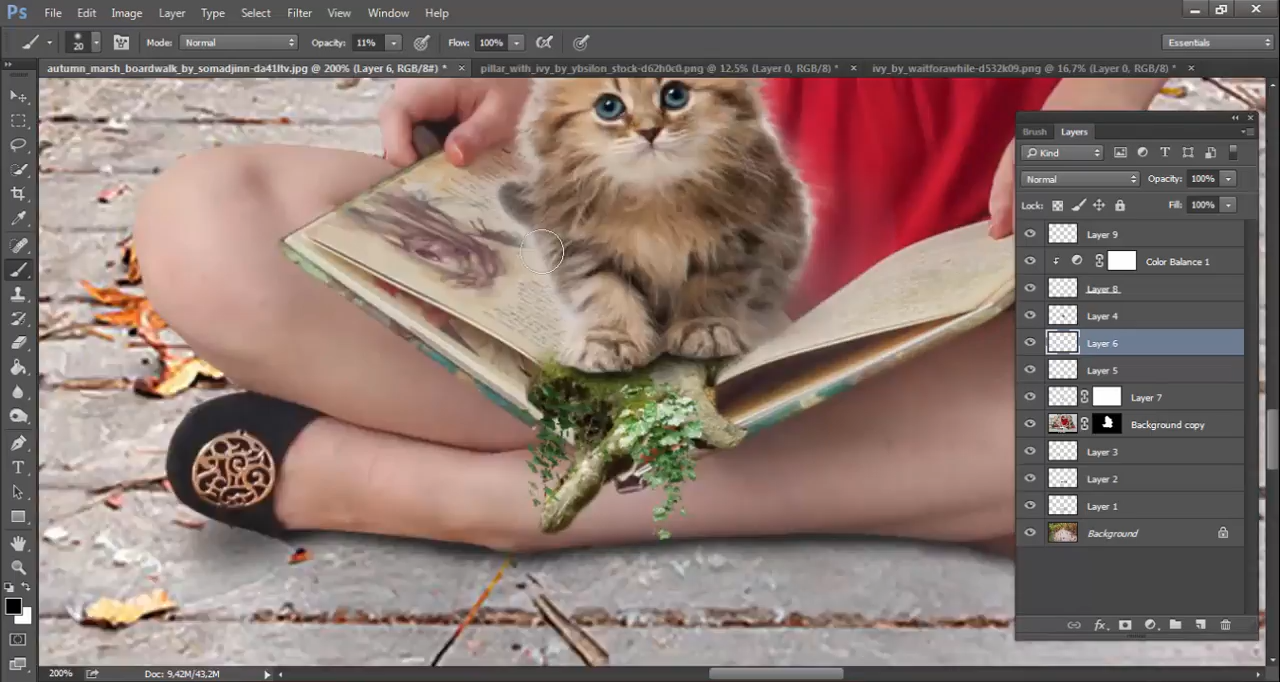 Ps File Edit Image Layer Type Select Filter View Window Help
20 Mode: Normal Opacity: 11% Flow: 100% Essentials
autumn_marsh_boardwalk_by_somadjinn-da41ltv.jpg @ 200% (Layer 6, RGB/8#) * × pillar_with_ivy_by_ybsilon_stock-d62h0c0.png @ 12.5% (Layer 0, RGB/8) * × ivy_by_waitforawhile-d532k09.png @ 16,7% (Layer 0, RGB/8) * ×
Brush Layers
Kind
Normal Opacity: 100%
Lock: Fill: 100%
Layer 9
Color Balance 1
Layer 8
Layer 4
Layer 6
Layer 5
Layer 7
Background copy
Layer 3
Layer 2
Layer 1
Background
200% Doc: 9,42M/43,2M